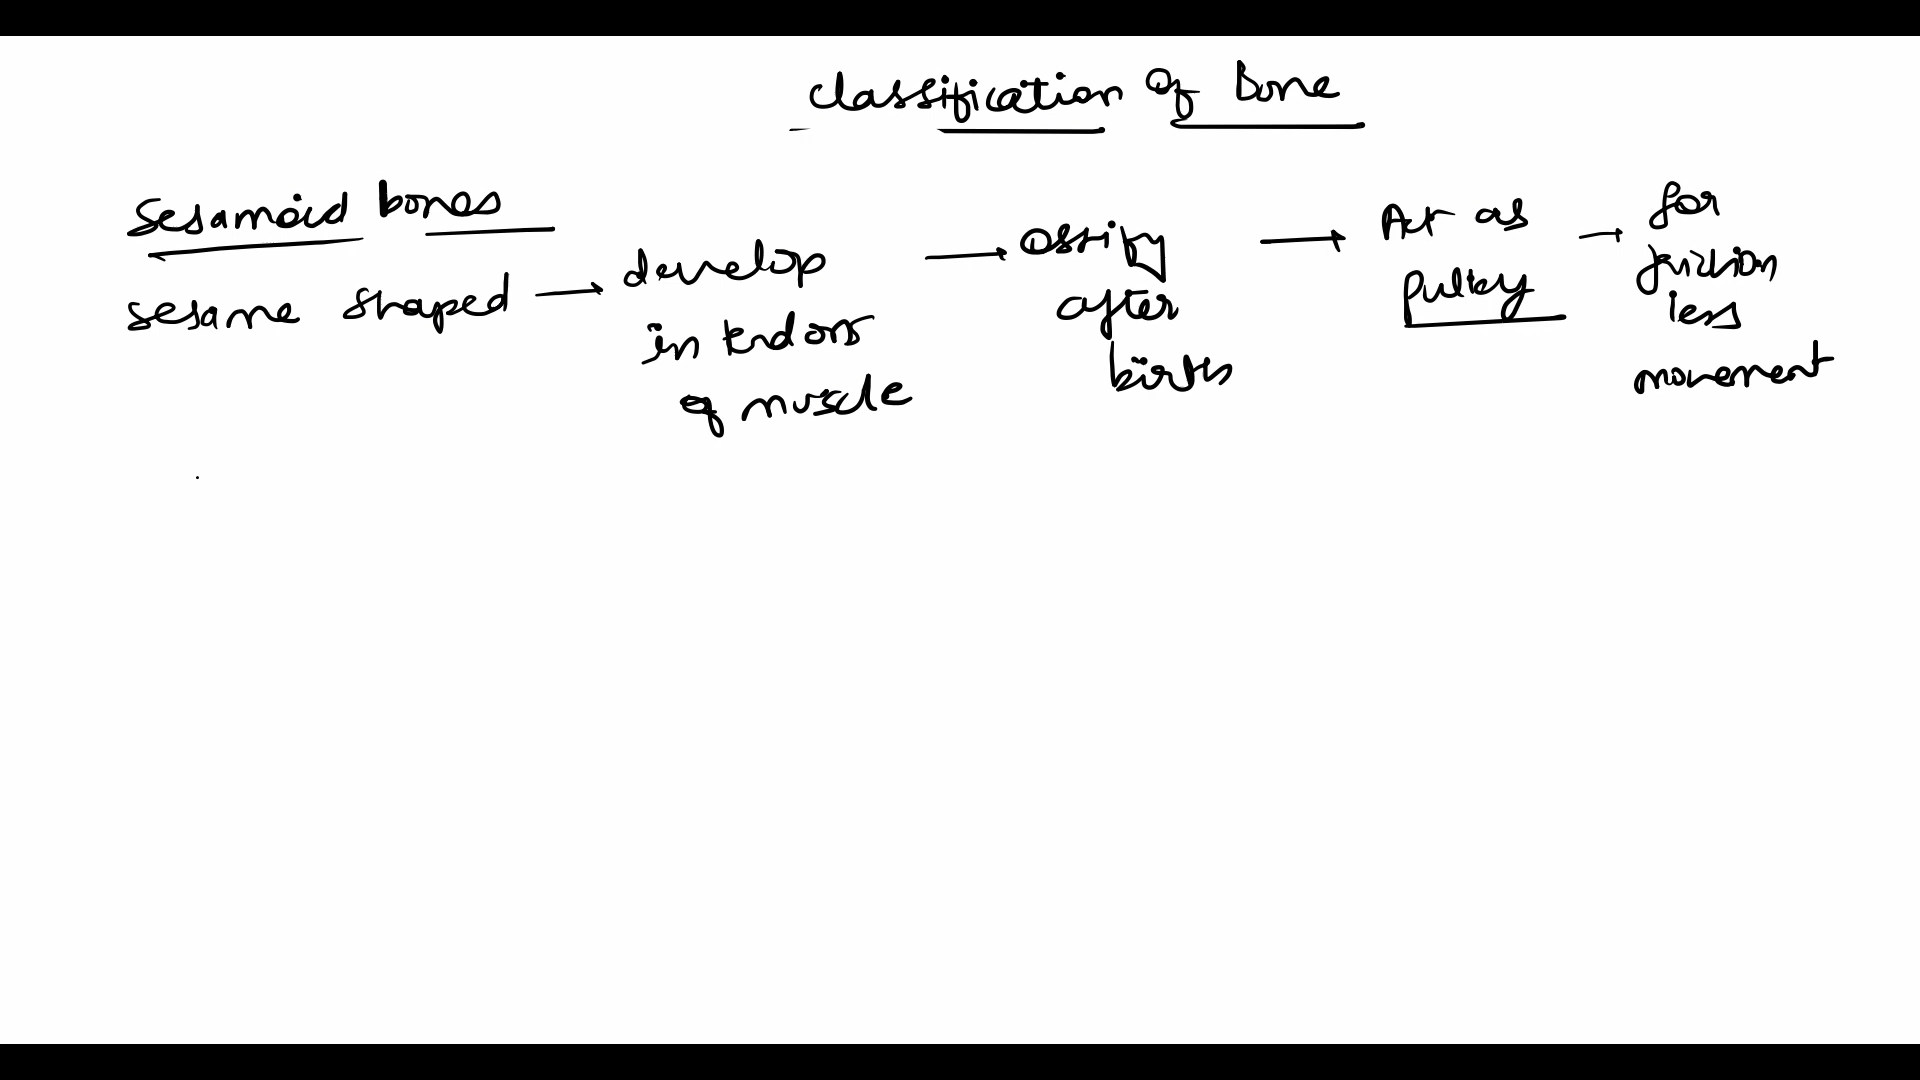 Classification of Bone
Sesamoid bones
sesame shaped → develop
in tendons
of muscle
→ ossify
after
birth
→ Act as
pulley
→ for
friction
less
movement